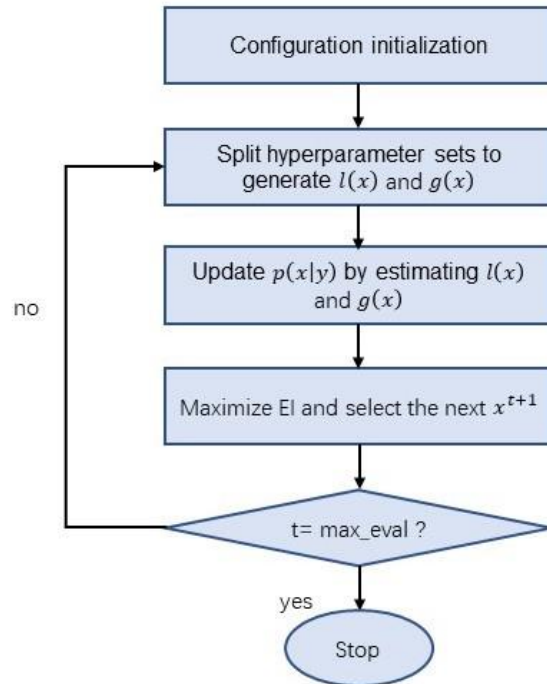 Configuration initialization
Split hyperparameter sets to
generate l(x) and g(x)
Update p(x|y) by estimating l(x)
and g(x)
no
Maximize EI and select the next x^{t+1}
t= max_eval ?
yes
Stop